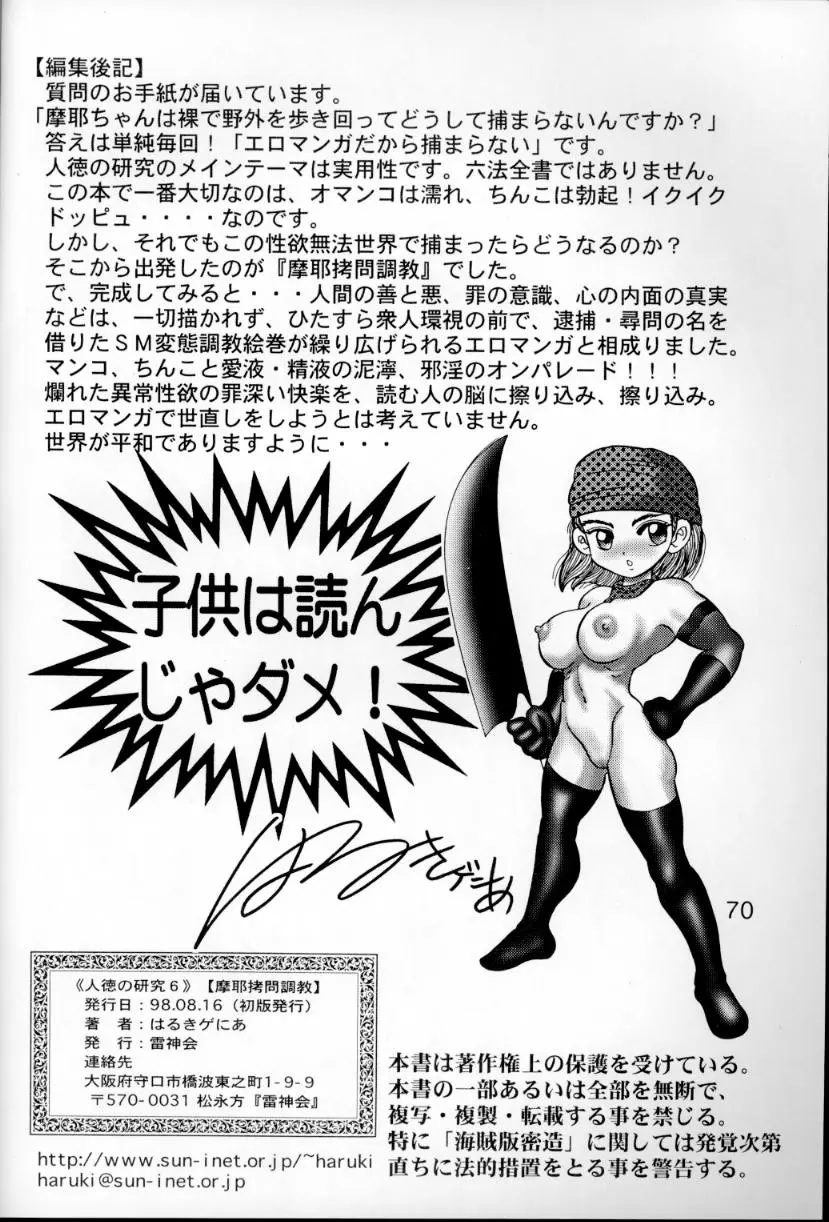 【編集後記】
質問のお手紙が届いています。
「摩耶ちゃんは裸で野外を歩き回ってどうして捕まらないんですか？」
答えは単純毎回！「エロマンガだから捕まらない」です。
人徳の研究のメインテーマは実用性です。六法全書ではありません。
この本で一番大切なのは、オマンコは濡れ、ちんこは勃起！イクイク
ドッピュ・・・・なのです。
しかし、それでもこの性欲無法世界で捕まったらどうなるのか？
そこから出発したのが『摩耶拷問調教』でした。
で、完成してみると・・・人間の善と悪、罪の意識、心の内面の真実
などは、一切描かれず、ひたすら衆人環視の前で、逮捕・尋問の名を
借りたＳＭ変態調教絵巻が繰り広げられるエロマンガと相成りました。
マンコ、ちんこと愛液・精液の泥濘、邪淫のオンパレード！！！
爛れた異常性欲の罪深い快楽を、読む人の脳に擦り込み、擦り込み。
エロマンガで世直しをしようとは考えていません。
世界が平和でありますように・・・
子供は読ん
じゃダメ！
はるきゲにあ
70
《人徳の研究６》【摩耶拷問調教】
発行日：98.08.16（初版発行）
著　者：はるきゲにあ
発　行：雷神会
連絡先
大阪府守口市橋波東之町1-9-9
〒570-0031 松永方『雷神会』
http://www.sun-inet.or.jp/~haruki
haruki@sun-inet.or.jp
本書は著作権上の保護を受けている。
本書の一部あるいは全部を無断で、
複写・複製・転載する事を禁じる。
特に「海賊版密造」に関しては発覚次第
直ちに法的措置をとる事を警告する。